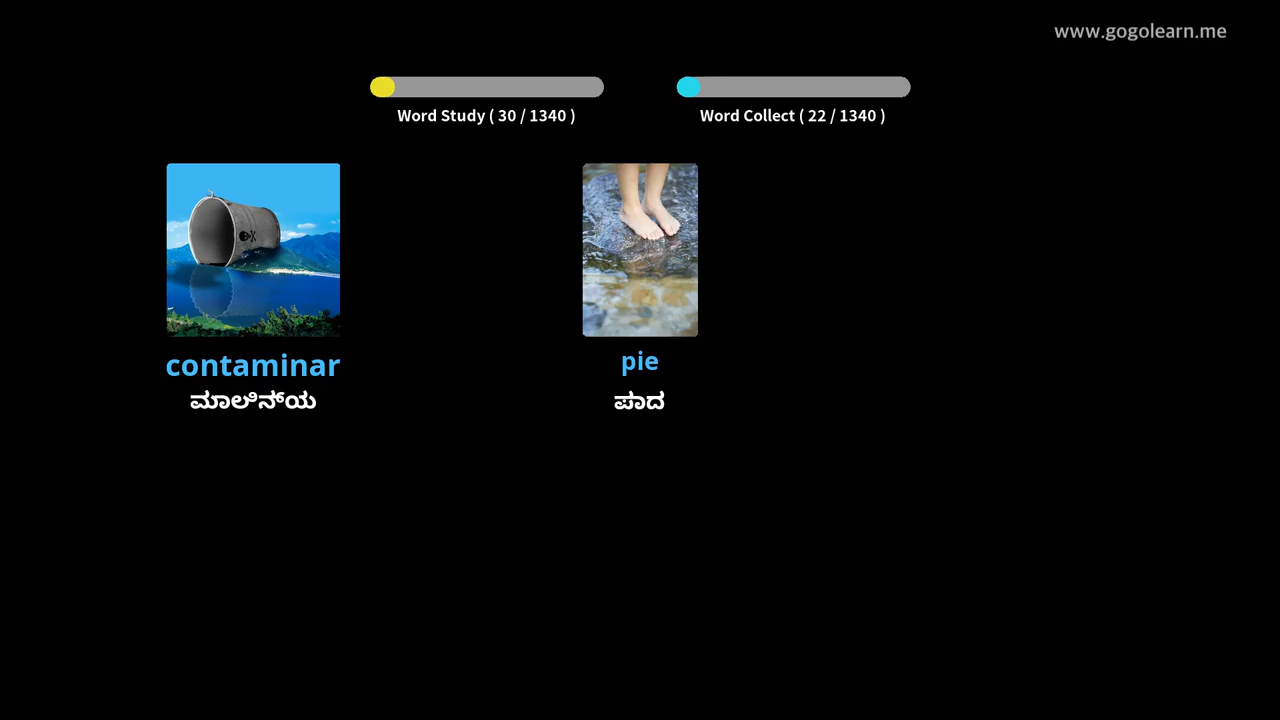 www.gogolearn.me
Word Study ( 30 / 1340 )
Word Collect ( 22 / 1340 )
contaminar
ಮಾಲಿನ್ಯ
pie
ಪಾದ